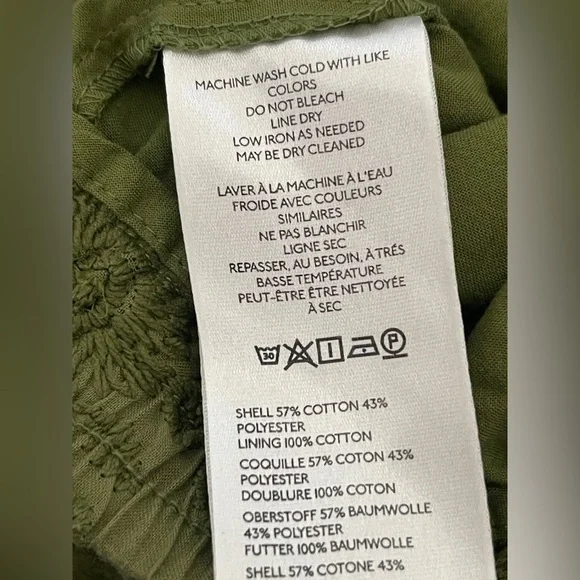 MACHINE WASH COLD WITH LIKE
COLORS
DO NOT BLEACH
LINE DRY
LOW IRON AS NEEDED
MAY BE DRY CLEANED
LAVER À LA MACHINE À L'EAU
FROIDE AVEC COULEURS
SIMILAIRES
NE PAS BLANCHIR
LIGNE SEC
REPASSER, AU BESOIN, À TRÉS
BASSE TEMPÉRATURE
PEUT-ÊTRE ÊTRE NETTOYÉE
À SEC
30 P
SHELL 57% COTTON 43%
POLYESTER
LINING 100% COTTON
COQUILLE 57% COTON 43%
POLYESTER
DOUBLURE 100% COTON
OBERSTOFF 57% BAUMWOLLE
43% POLYESTER
FUTTER 100% BAUMWOLLE
SHELL 57% COTONE 43%